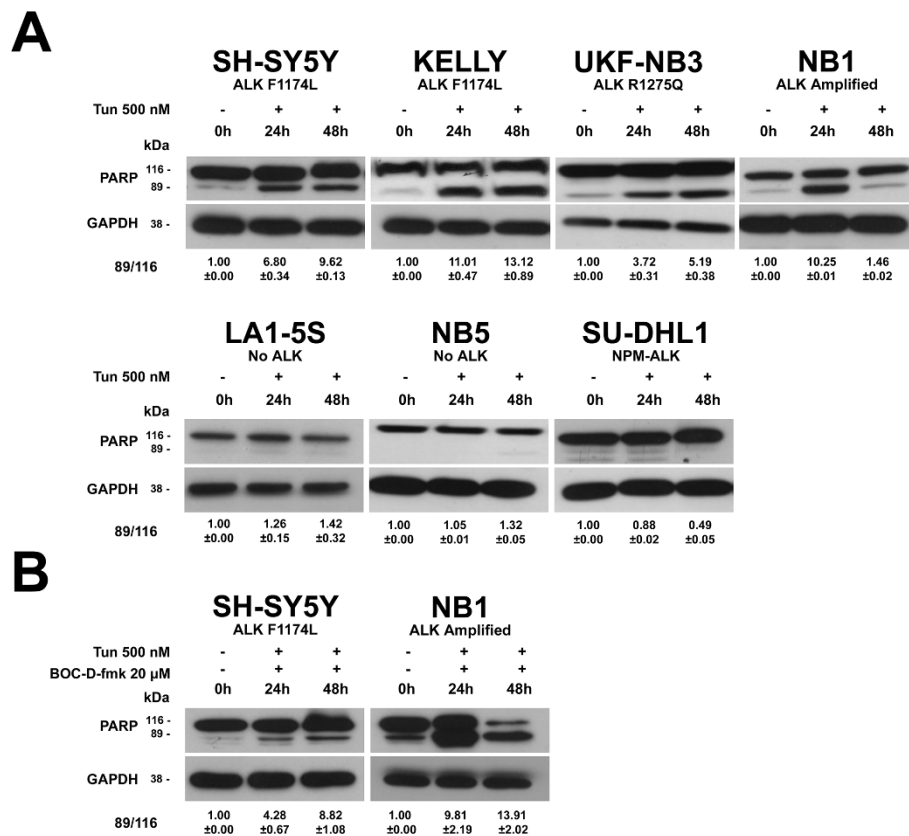 A
SH-SY5Y KELLY UKF-NB3 NB1
ALK F1174L ALK F1174L ALK R1275Q ALK Amplified
Tun 500 nM - + + - + + - + + - + +
0h 24h 48h 0h 24h 48h 0h 24h 48h 0h 24h 48h
kDa
PARP 116 -
89 -
GAPDH 38 -
89/116 1.00 6.80 9.62 1.00 11.01 13.12 1.00 3.72 5.19 1.00 10.25 1.46
±0.00 ±0.34 ±0.13 ±0.00 ±0.47 ±0.89 ±0.00 ±0.31 ±0.38 ±0.00 ±0.01 ±0.02
LA1-5S NB5 SU-DHL1
No ALK No ALK NPM-ALK
Tun 500 nM - + + - + + - + +
0h 24h 48h 0h 24h 48h 0h 24h 48h
kDa
PARP 116 -
89 -
GAPDH 38 -
89/116 1.00 1.26 1.42 1.00 1.05 1.32 1.00 0.88 0.49
±0.00 ±0.15 ±0.32 ±0.00 ±0.01 ±0.05 ±0.00 ±0.02 ±0.05
B
SH-SY5Y NB1
ALK F1174L ALK Amplified
Tun 500 nM - + + - + +
BOC-D-fmk 20 µM - + + - + +
0h 24h 48h 0h 24h 48h
kDa
PARP 116 -
89 -
GAPDH 38 -
89/116 1.00 4.28 8.82 1.00 9.81 13.91
±0.00 ±0.67 ±1.08 ±0.00 ±2.19 ±2.02